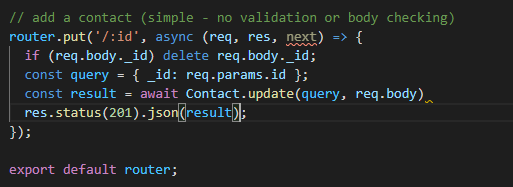 // add a contact (simple - no validation or body checking)
router.put('/:id', async (req, res, next) => {
if (req.body._id) delete req.body._id;
const query = { _id: req.params.id };
const result = await Contact.update(query, req.body)
res.status(201).json(result);
});
export default router;